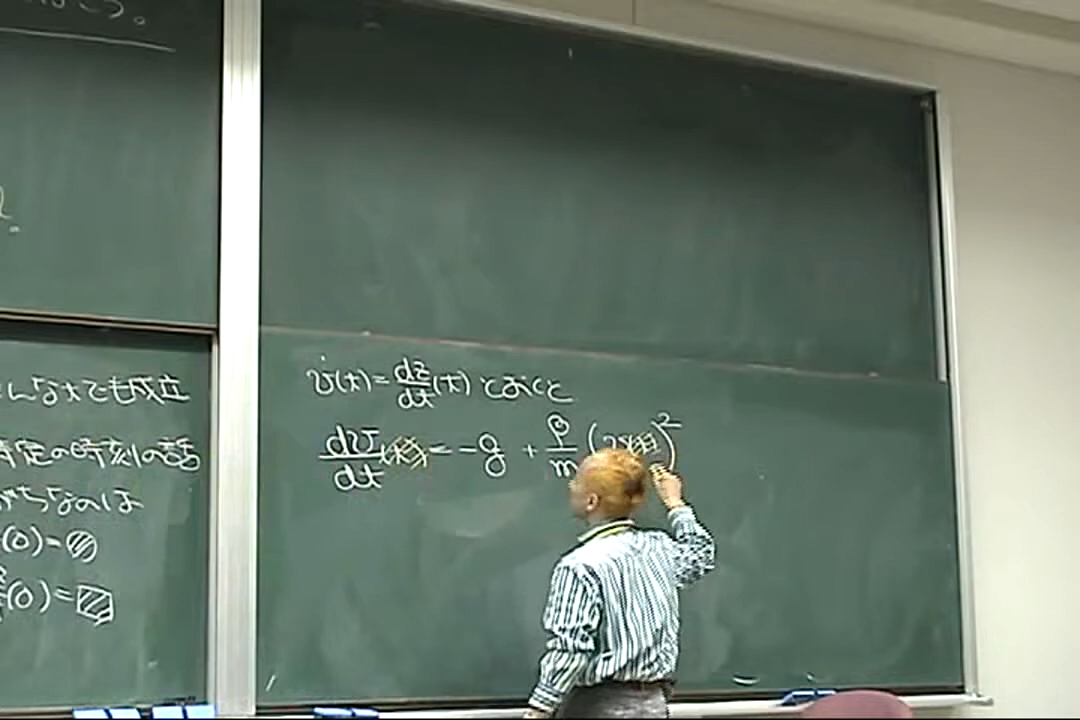 んなtでも成立
特定の時刻の話
がちなのは
(0)=
(0)=
v(t)=dz/dt(t) とおくと
dv/dt(t)=-g+β/m(v(t))²